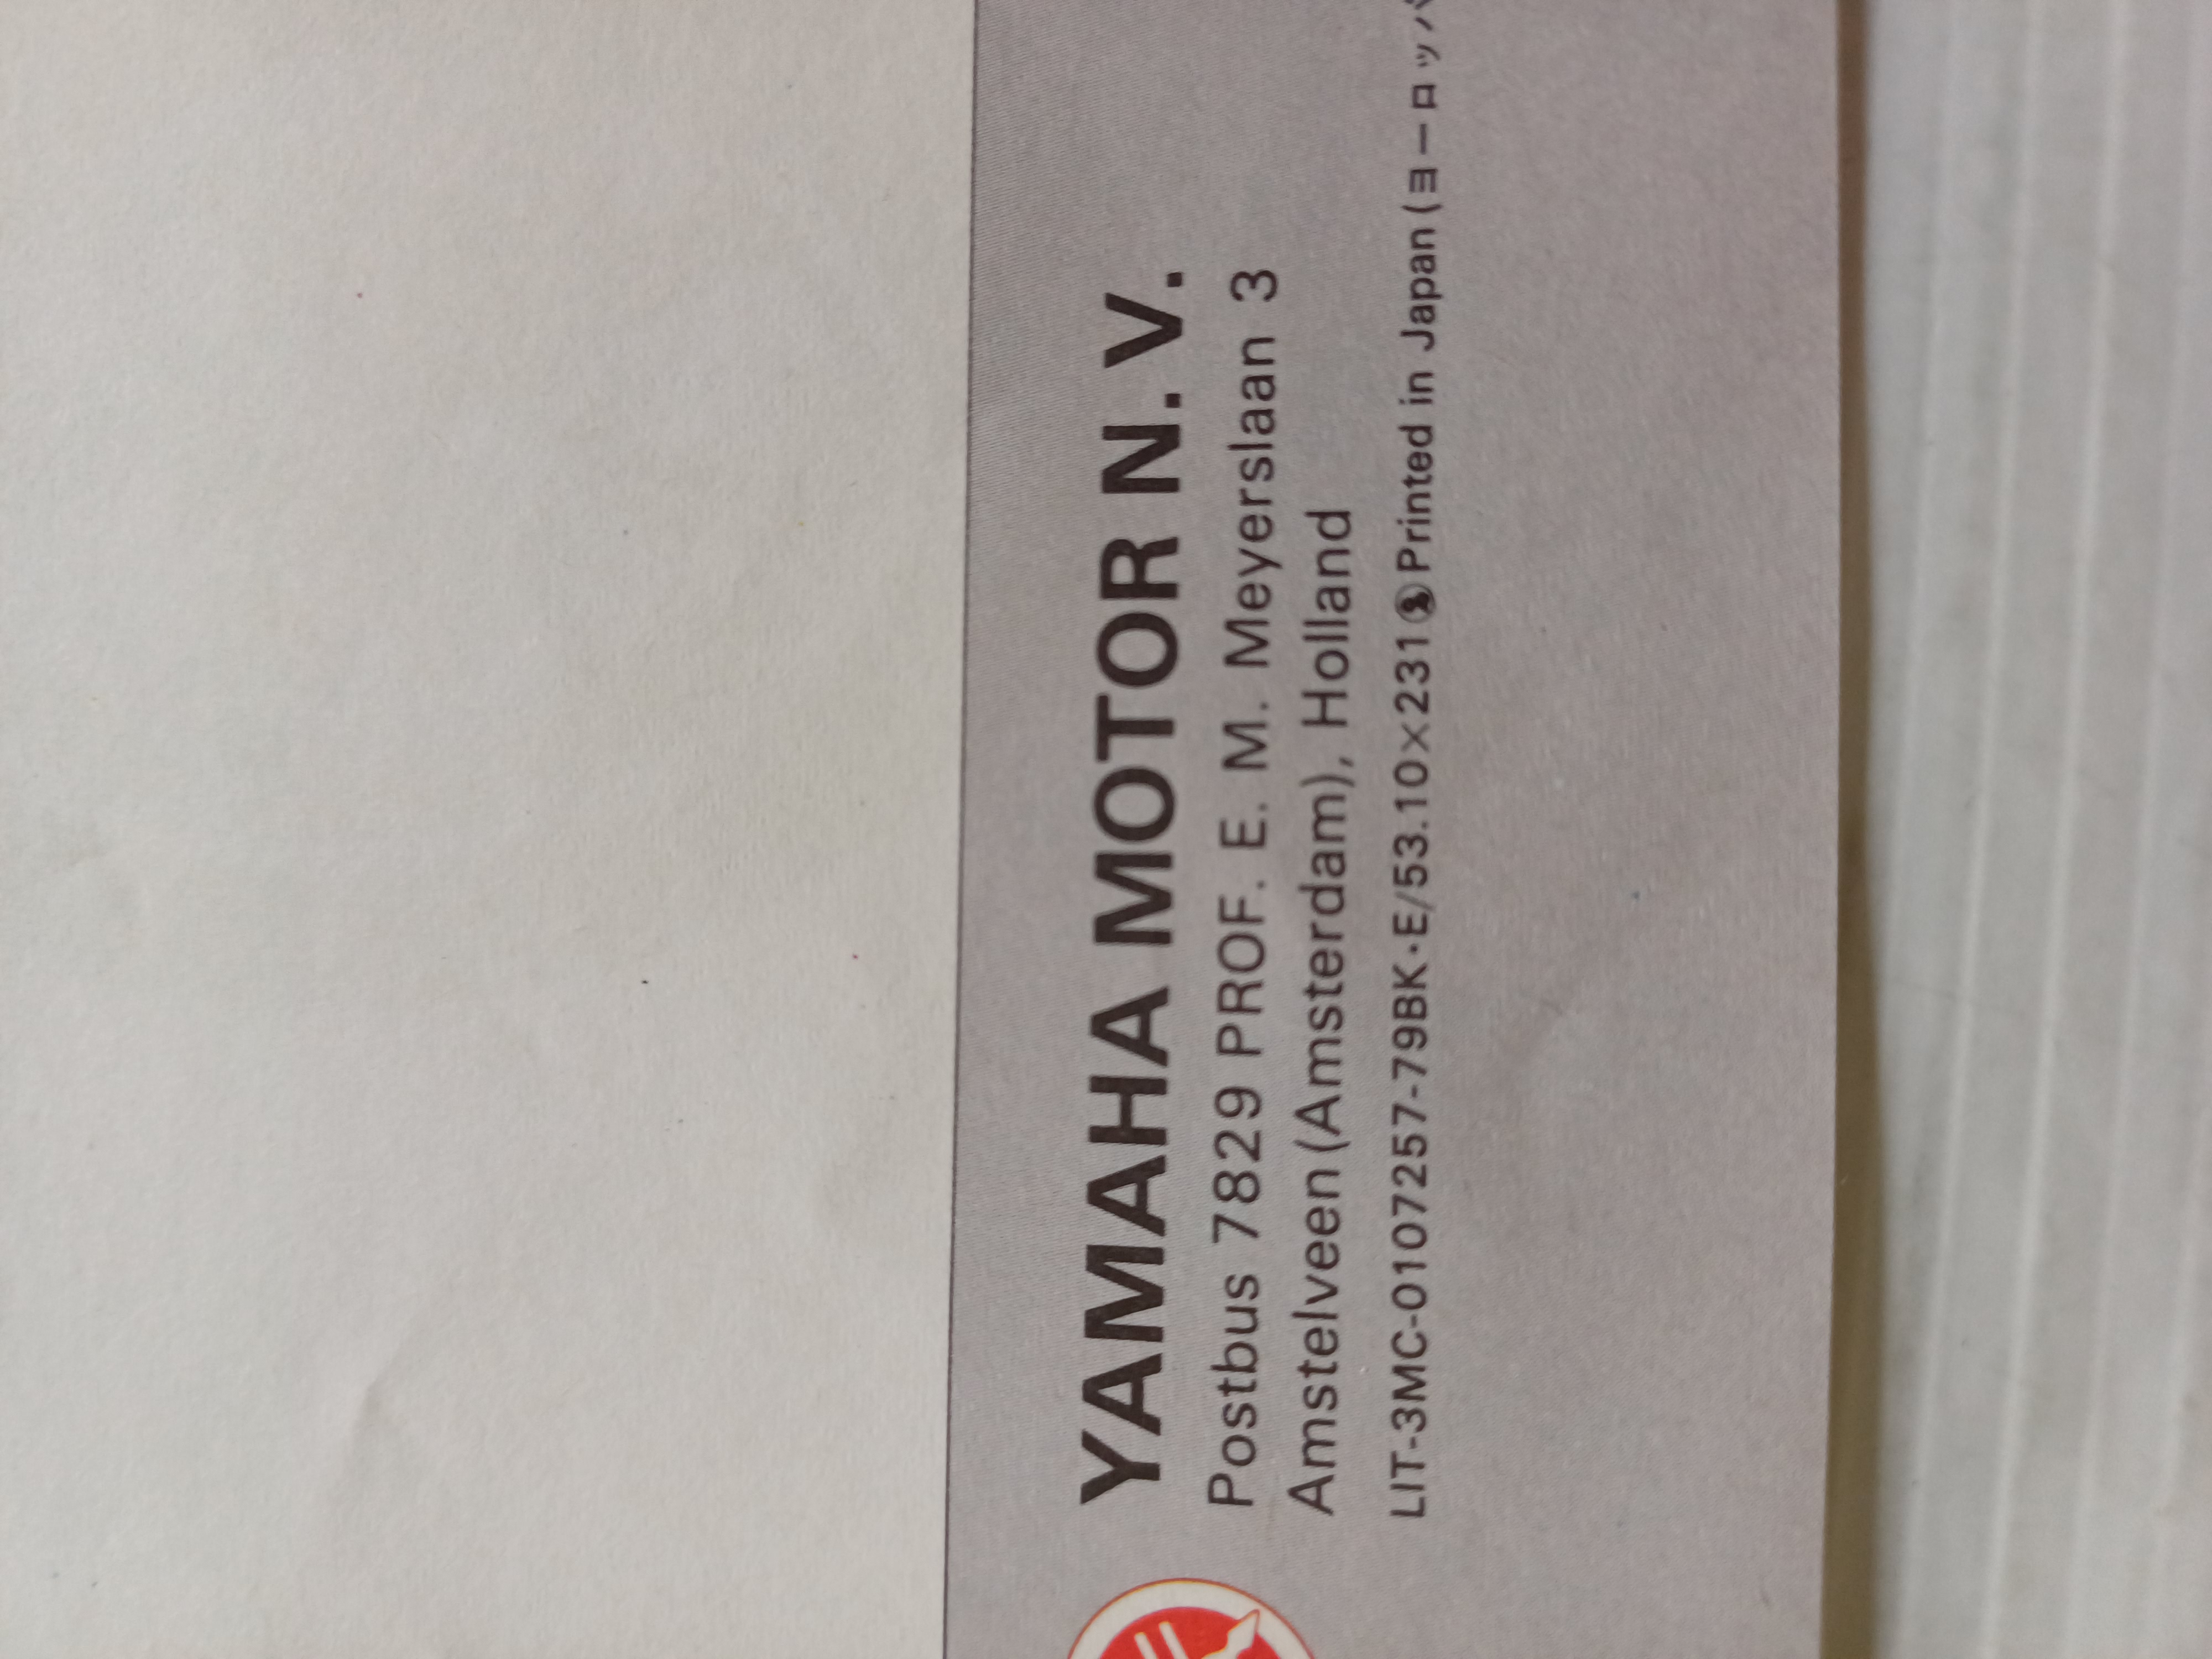 YAMAHA MOTOR N. V.
Postbus 7829 PROF. E. M. Meyerslaan 3
Amstelveen (Amsterdam), Holland
LIT-3MC-0107257-79BK・E/53.10×231 Printed in Japan (ヨーロッパ